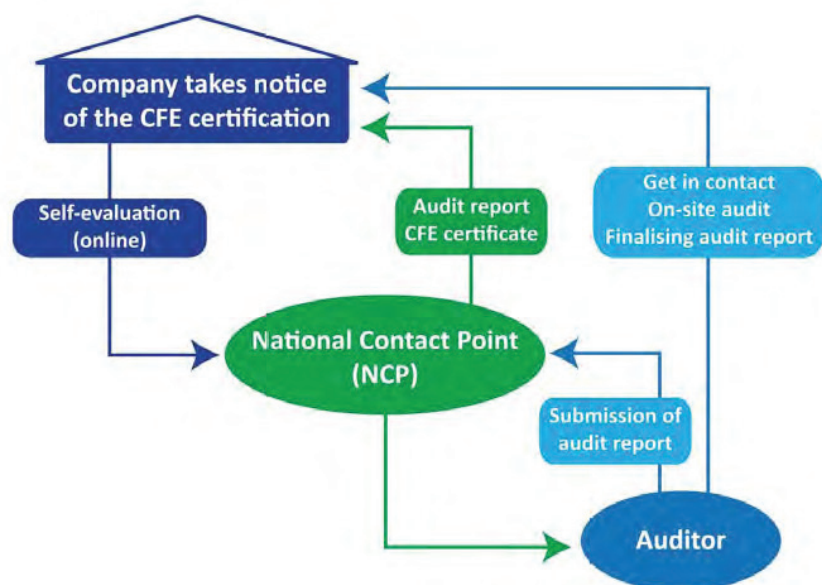 Company takes notice
of the CFE certification
Self-evaluation
(online)
Audit report
CFE certificate
Get in contact
On-site audit
Finalising audit report
National Contact Point
(NCP)
Submission of
audit report
Auditor